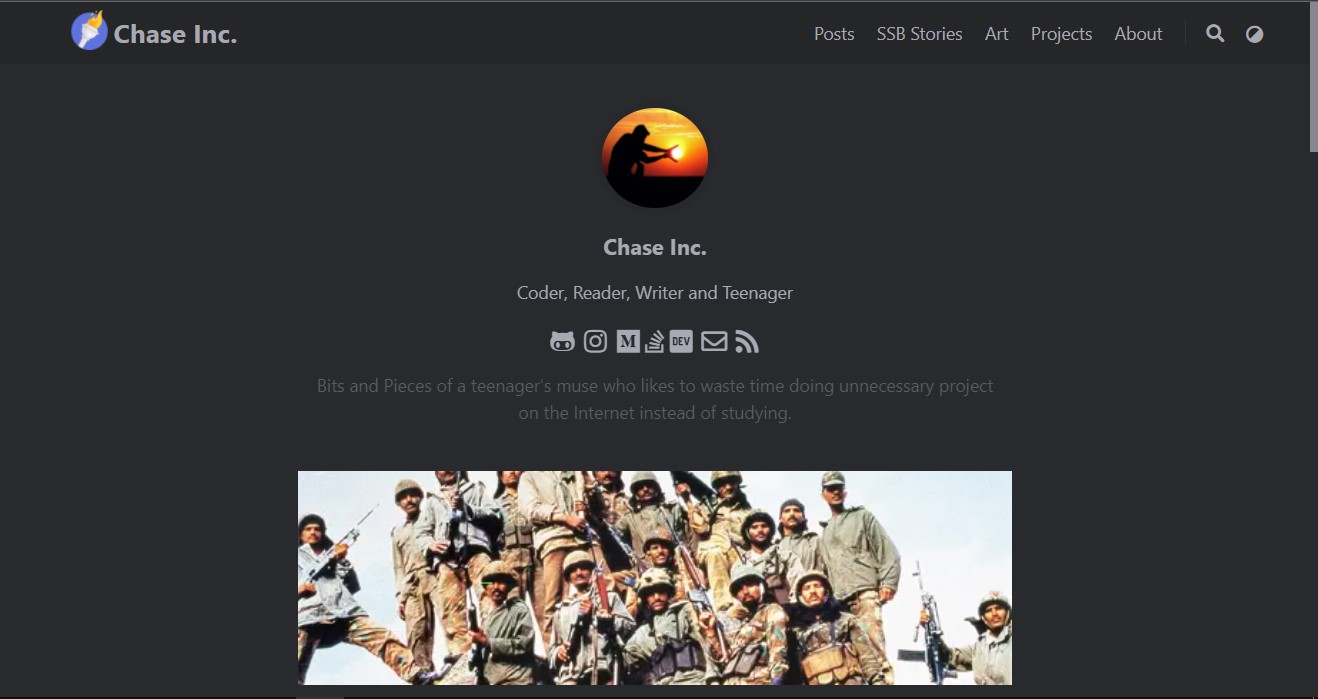 Chase Inc.
Posts SSB Stories Art Projects About
Chase Inc.
Coder, Reader, Writer and Teenager
M DEV
Bits and Pieces of a teenager's muse who likes to waste time doing unnecessary project
on the Internet instead of studying.